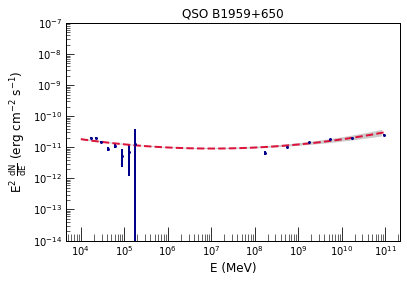 QSO B1959+650
E² dN/dE (erg cm⁻² s⁻¹)
10⁻⁷
10⁻⁸
10⁻⁹
10⁻¹⁰
10⁻¹¹
10⁻¹²
10⁻¹³
10⁻¹⁴
10⁴ 10⁵ 10⁶ 10⁷ 10⁸ 10⁹ 10¹⁰ 10¹¹
E (MeV)